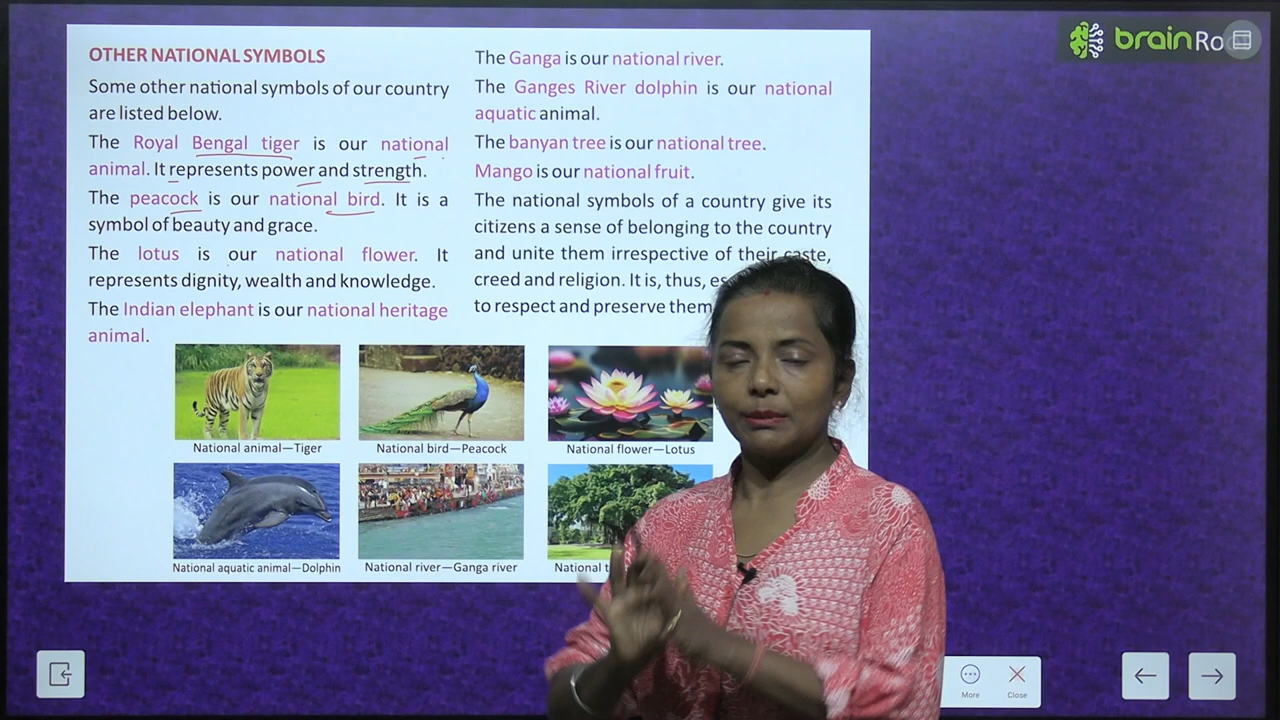 OTHER NATIONAL SYMBOLS
Some other national symbols of our country
are listed below.
The Royal Bengal tiger is our national
animal. It represents power and strength.
The peacock is our national bird. It is a
symbol of beauty and grace.
The lotus is our national flower. It
represents dignity, wealth and knowledge.
The Indian elephant is our national heritage
animal.
The Ganga is our national river.
The Ganges River dolphin is our national
aquatic animal.
The banyan tree is our national tree.
Mango is our national fruit.
The national symbols of a country give its
citizens a sense of belonging to the country
and unite them irrespective of their caste,
creed and religion. It is, thus,
to respect and preserve them
National animal—Tiger
National bird—Peacock
National flower—Lotus
National aquatic animal—Dolphin
National river—Ganga river
National
brain
More
Close